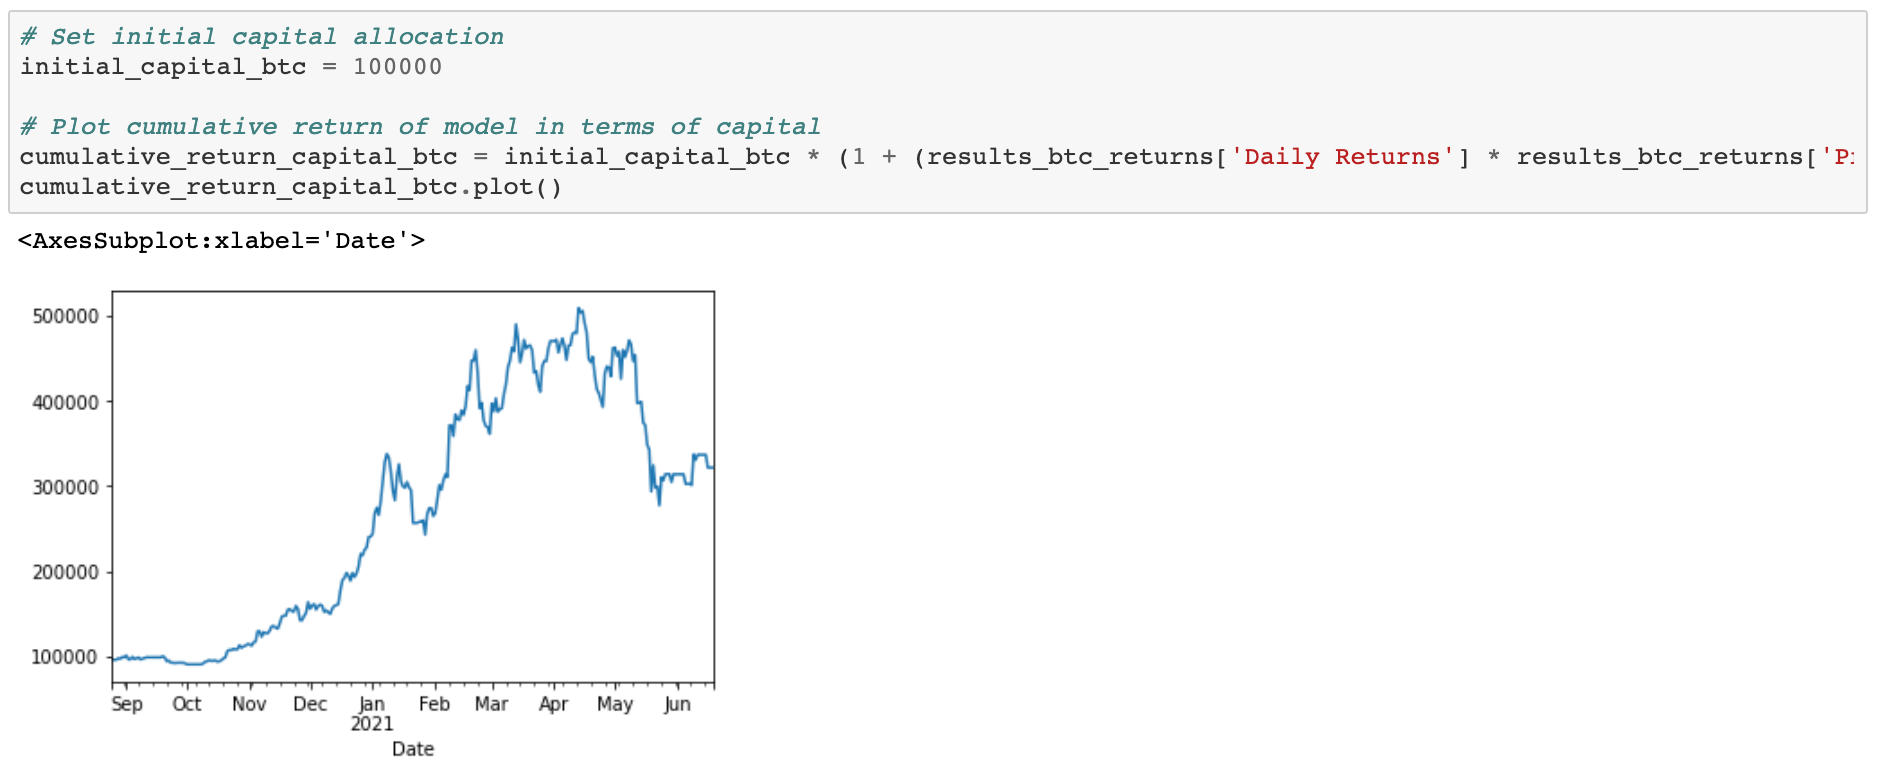 # Set initial capital allocation
initial_capital_btc = 100000
# Plot cumulative return of model in terms of capital
cumulative_return_capital_btc = initial_capital_btc * (1 + (results_btc_returns['Daily Returns'] * results_btc_returns['P
cumulative_return_capital_btc.plot()
<AxesSubplot:xlabel='Date'>
500000
400000
300000
200000
100000
Sep Oct Nov Dec Jan Feb Mar Apr May Jun
2021
Date